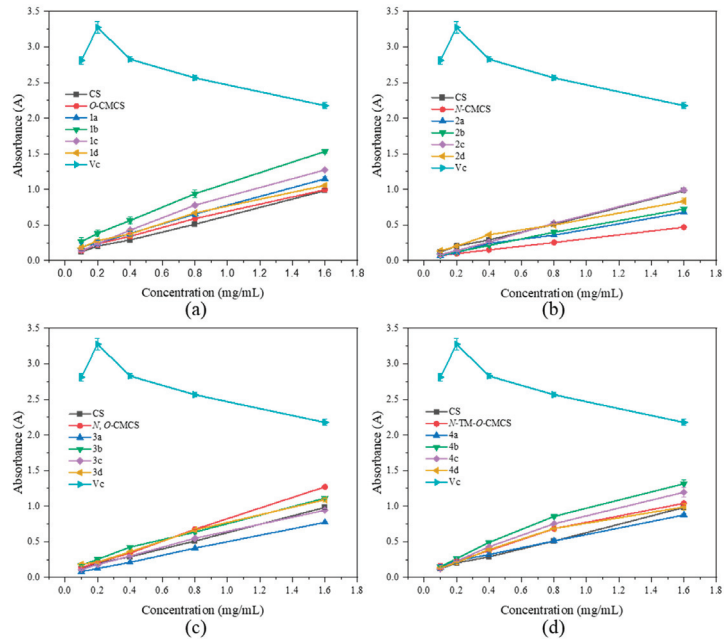 3.5
3.0
2.5
2.0
1.5
1.0
0.5
0.0
Absorbance (A)
CS
O-CMCS
1a
1b
1c
1d
Vc
0.0 0.2 0.4 0.6 0.8 1.0 1.2 1.4 1.6 1.8
Concentration (mg/mL)
(a)
3.5
3.0
2.5
2.0
1.5
1.0
0.5
0.0
Absorbance (A)
CS
N-CMCS
2a
2b
2c
2d
Vc
0.0 0.2 0.4 0.6 0.8 1.0 1.2 1.4 1.6 1.8
Concentration (mg/mL)
(b)
3.5
3.0
2.5
2.0
1.5
1.0
0.5
0.0
Absorbance (A)
CS
N, O-CMCS
3a
3b
3c
3d
Vc
0.0 0.2 0.4 0.6 0.8 1.0 1.2 1.4 1.6 1.8
Concentration (mg/mL)
(c)
3.5
3.0
2.5
2.0
1.5
1.0
0.5
0.0
Absorbance (A)
CS
N-TM-O-CMCS
4a
4b
4c
4d
Vc
0.0 0.2 0.4 0.6 0.8 1.0 1.2 1.4 1.6 1.8
Concentration (mg/mL)
(d)